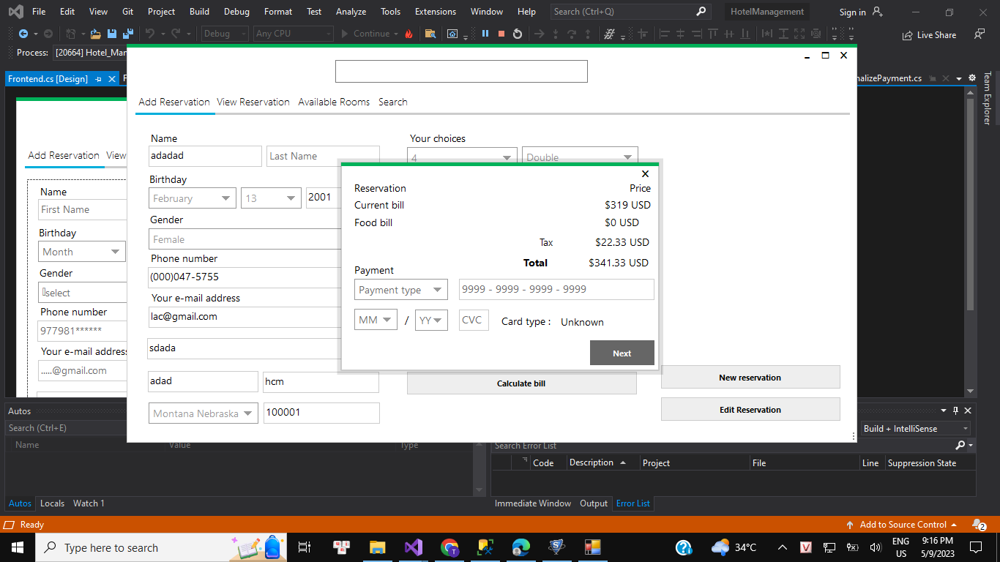 File Edit View Git Project Build Debug Format Test Analyze Tools Extensions Window Help Search (Ctrl+Q) HotelManagement Sign in
Debug Any CPU Continue Live Share
Process: [20664] Hotel_Man
Frontend.cs [Design] F nalizePayment.cs
Team Explorer
Add Reservation View Reservation Available Rooms Search
Name Your choices
adadad Last Name 4 Double
Add Reservation View
Birthday
February 13 2001
Gender
Female
Phone number
(000)047-5755
Your e-mail address
lac@gmail.com
sdada
adad hcm
Montana Nebraska 100001
Name
First Name
Birthday
Month
Gender
select
Phone number
977981******
Your e-mail address
.....@gmail.com
X
Reservation Price
Current bill $319 USD
Food bill $0 USD
Tax $22.33 USD
Total $341.33 USD
Payment
Payment type 9999 - 9999 - 9999 - 9999
MM / YY CVC Card type : Unknown
Next
Calculate bill
New reservation
Edit Reservation
Autos
Search (Ctrl+E) Build + IntelliSense
Name Value Type Search Error List
Code Description Project File Line Suppression State
Autos Locals Watch 1 Immediate Window Output Error List
Ready Add to Source Control 2
Type here to search 34°C ENG US 9:16 PM 5/9/2023